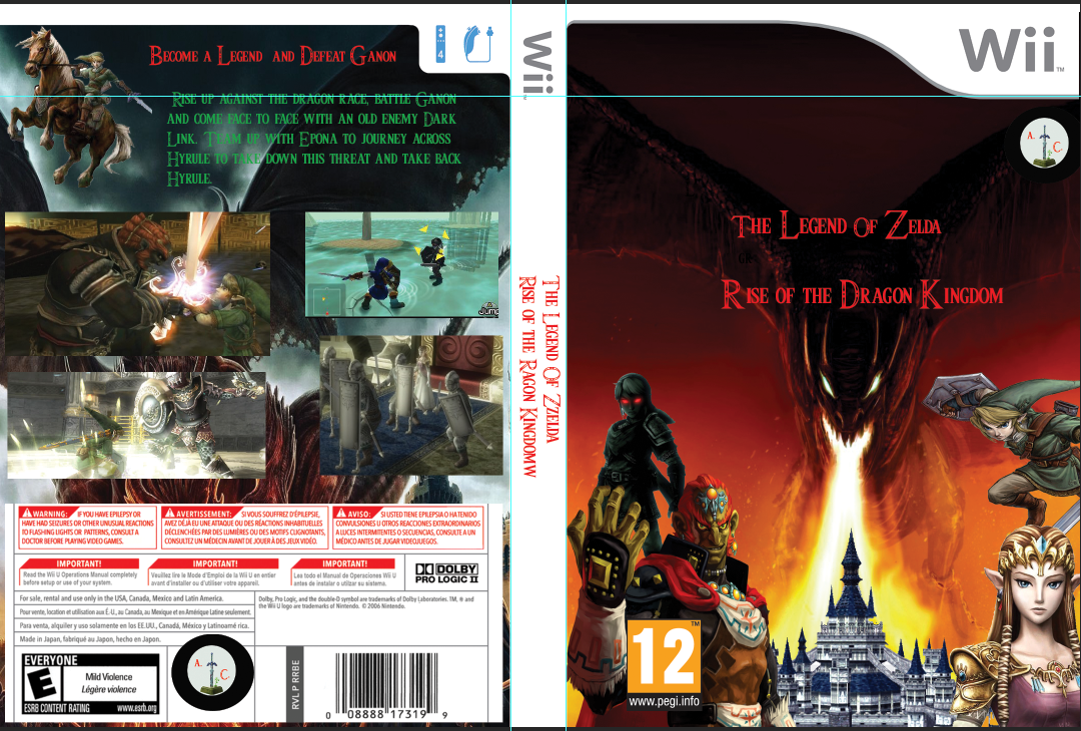 Become a Legend and Defeat Ganon
4
Rise up against the dragon race, battle Ganon
and come face to face with an old enemy Dark
Link. Team up with Epona to journey across
Hyrule to take down this threat and take back
Hyrule.
Jump
WARNING: IF YOU HAVE EPILEPSY OR
HAVE HAD SEIZURES OR OTHER UNUSUAL REACTIONS
TO FLASHING LIGHTS OR PATTERNS, CONSULT A
DOCTOR BEFORE PLAYING VIDEO GAMES.
AVERTISSEMENT: SI VOUS SOUFFREZ D'ÉPILEPSIE,
AVEZ DÉJÀ EU UNE ATTAQUE OU DES RÉACTIONS INHABITUELLES
DÉCLENCHÉES PAR DES LUMIÈRES OU DES MOTIFS CLIGNOTANTS,
CONSULTEZ UN MÉDECIN AVANT DE JOUER À DES JEUX VIDÉO.
AVISO: SI USTED TIENE EPILEPSIA O HA TENIDO
CONVULSIONES U OTROS REACCIONES EXTRAORDINARIOS
A LUCES INTERMITENTES O SECUENCIAS, CONSULTE A UN
MÉDICO ANTES DE JUGAR VIDEOJUEGOS.
IMPORTANT!
Read the Wii U Operations Manual completely
before setup or use of your system.
IMPORTANT!
Veuillez lire le Mode d'Emploi de la Wii U en entier
avant d'installer ou d'utiliser votre appareil.
IMPORTANT!
Lea todo el Manual de Operaciones Wii U
antes de instalar o utilizar su sistema.
DOLBY
PRO LOGIC II
For sale, rental and use only in the USA, Canada, Mexico and Latin America.
Pour vente, location et utilisation aux É.-U., au Canada, au Mexique et en Amérique Latine seulement.
Para venta, alquiler y uso solamente en los EE.UU., Canadá, México y Latinoamérica.
Made in Japan, fabriqué au Japon, hecho en Japon.
Dolby, Pro Logic, and the double-D symbol are trademarks of Dolby Laboratories. TM, ® and
the Wii U logo are trademarks of Nintendo. © 2006 Nintendo.
EVERYONE
E
Mild Violence
Légère violence
ESRB CONTENT RATING www.esrb.org
A. P C.
RVL P RRBE
0 08888 17319 9
Wii
The Legend Of Zzelda
Rise of the Ragon Kingdomw
Wii™
A. P C.
The Legend Of Zelda
Rise of the Dragon Kingdom
12™
www.pegi.info